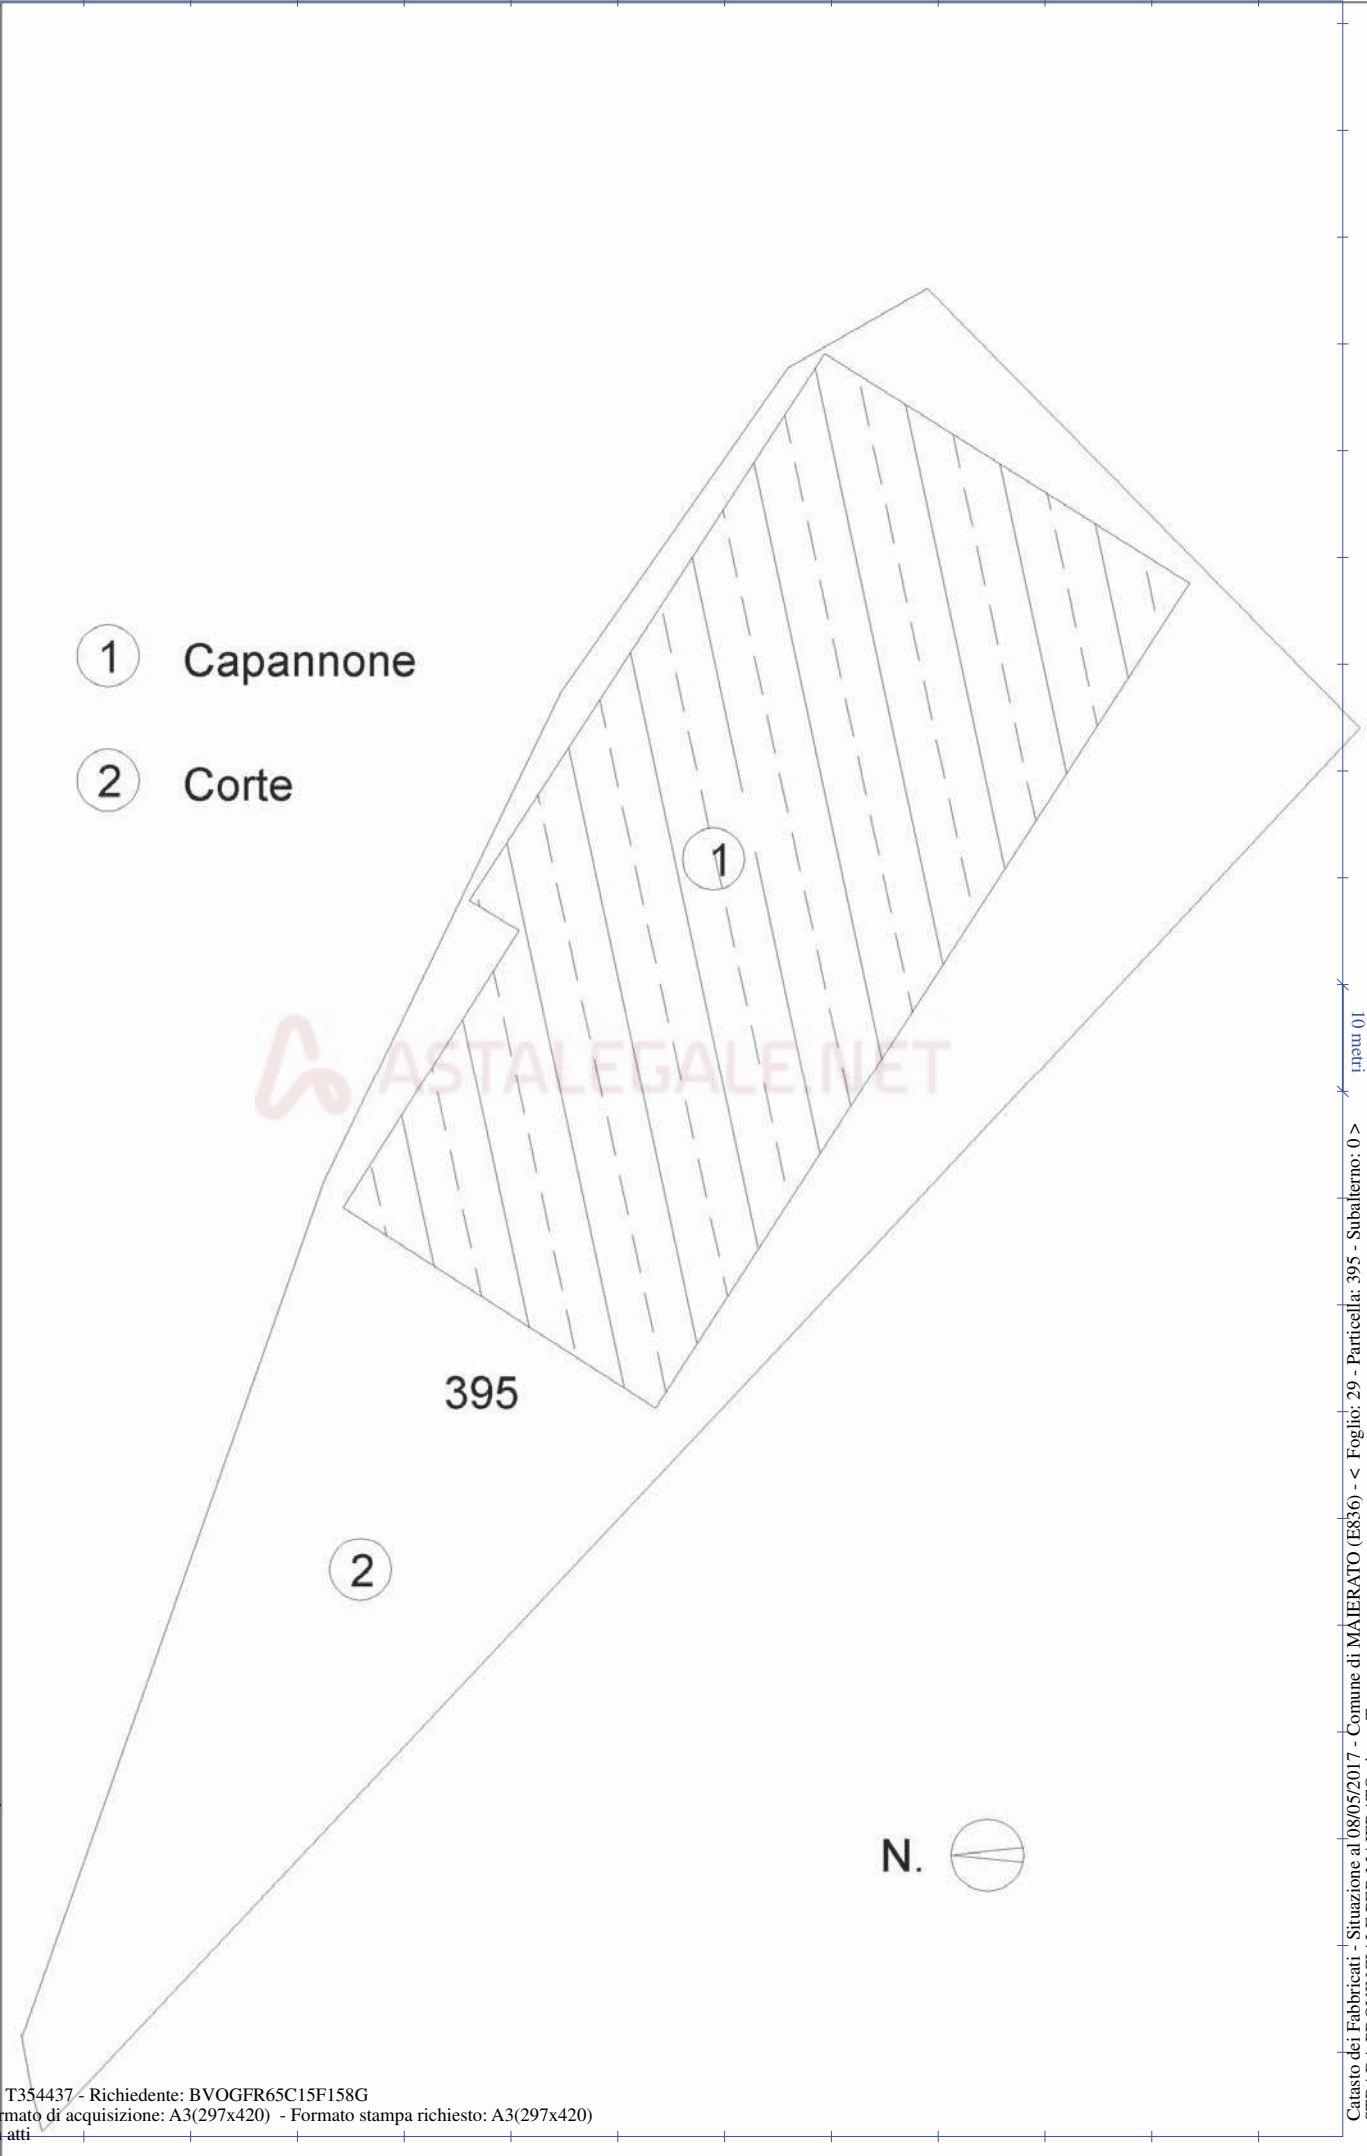 1 Capannone
2 Corte
1
ASTALEGALE.NET
395
2
N.
10 metri
Catasto dei Fabbricati - Situazione al 08/05/2017 - Comune di MAIERATO (E836) - < Foglio: 29 - Particella: 395 - Subalterno: 0 >
T354437 - Richiedente: BVOGFR65C15F158G
rmato di acquisizione: A3(297x420) - Formato stampa richiesto: A3(297x420)
atti